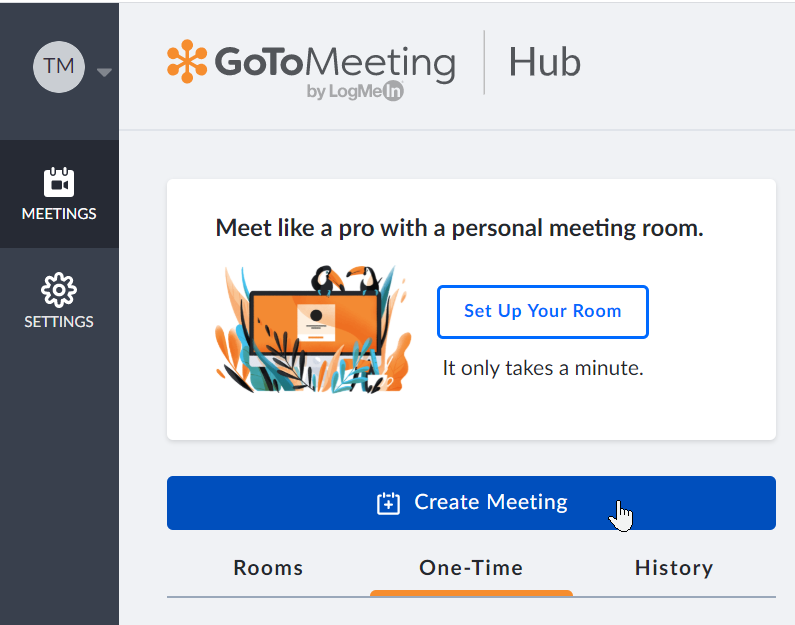 TM
GoToMeeting
by LogMeIn
Hub
MEETINGS
SETTINGS
Meet like a pro with a personal meeting room.
Set Up Your Room
It only takes a minute.
Create Meeting
Rooms
One-Time
History